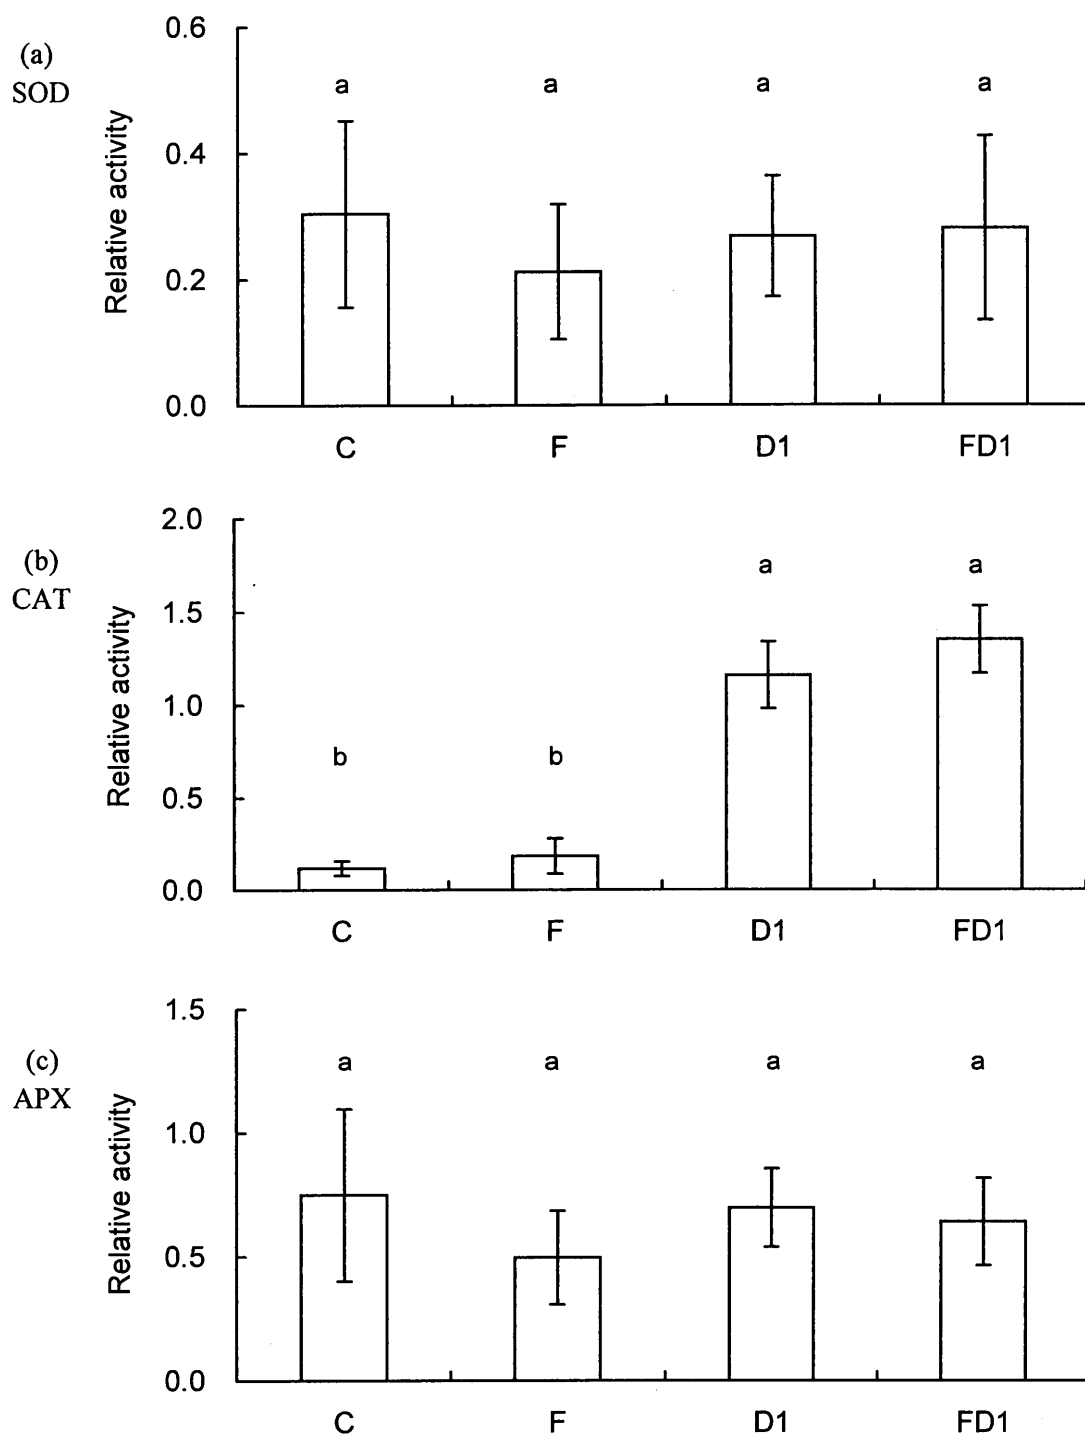 (a)
SOD
Relative activity
0.6
0.4
0.2
0.0
a a a a
C F D1 FD1
(b)
CAT
Relative activity
2.0
1.5
1.0
0.5
0.0
b b a a
C F D1 FD1
(c)
APX
Relative activity
1.5
1.0
0.5
0.0
a a a a
C F D1 FD1